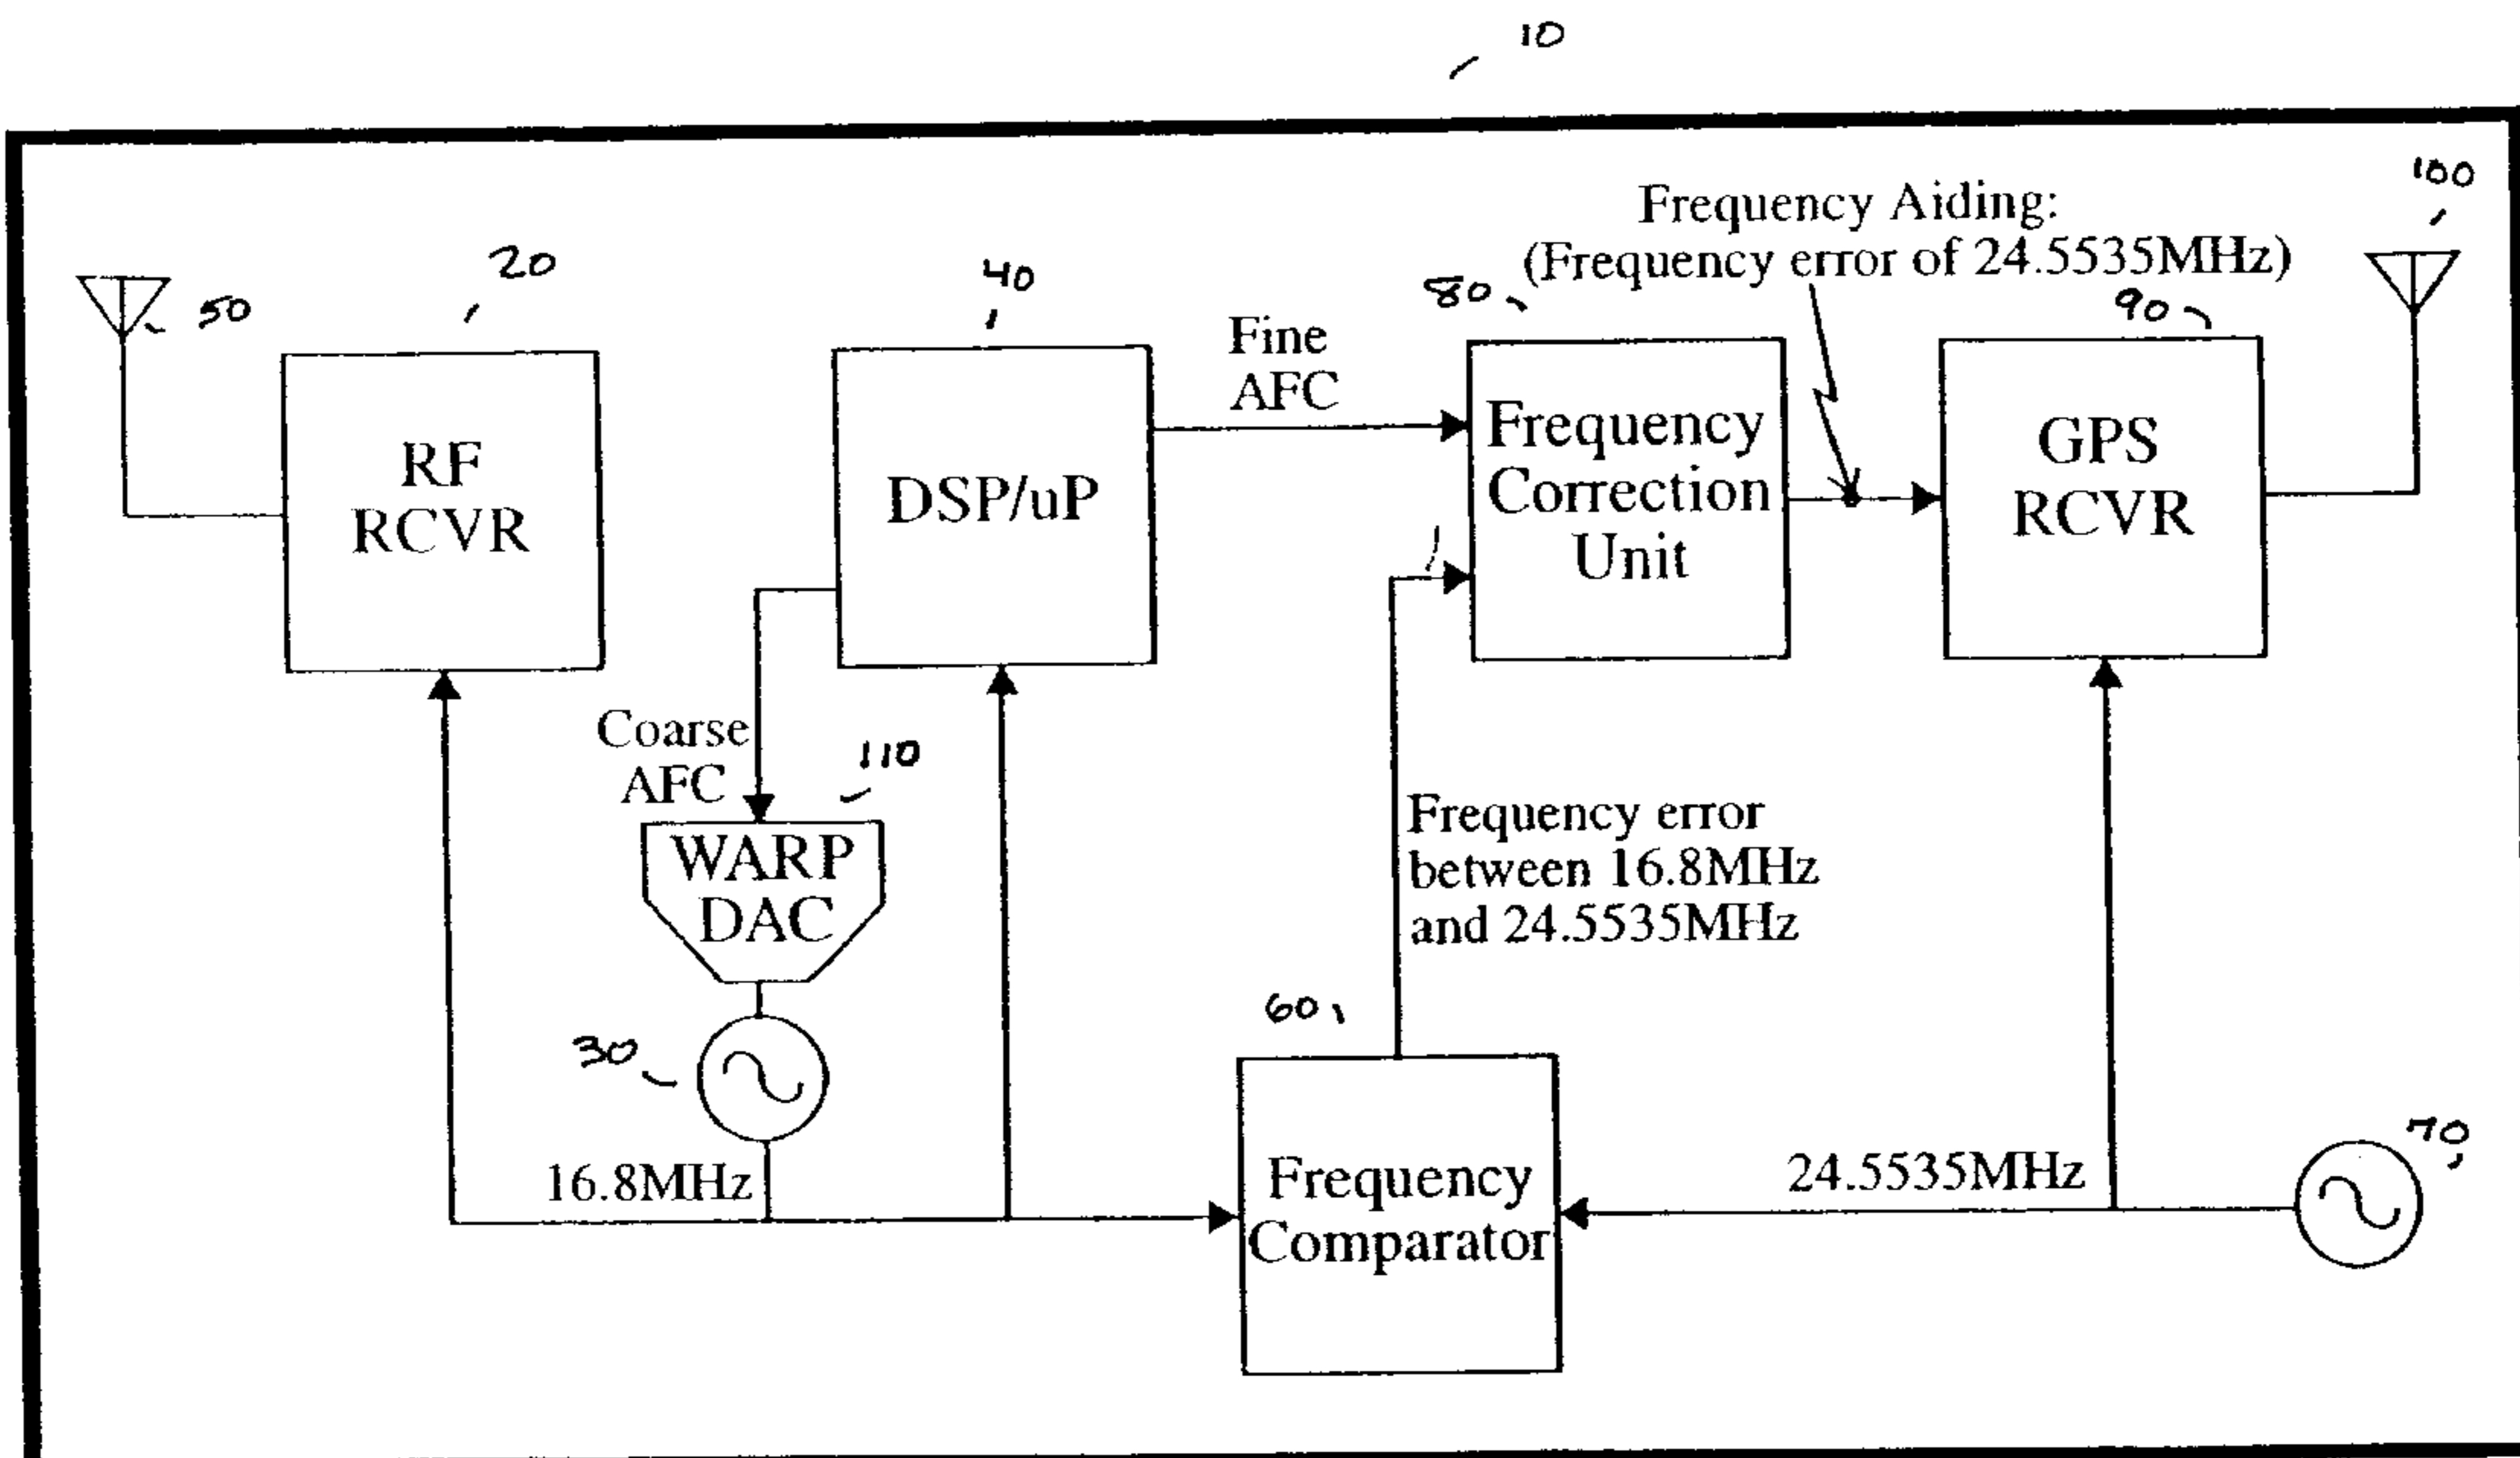 10
100
Frequency Aiding:
(Frequency error of 24.5535MHz)
50
20
40
80
90
Fine
AFC
RF
RCVR
DSP/uP
Frequency
Correction
Unit
GPS
RCVR
Coarse
AFC
110
WARP
DAC
Frequency error
between 16.8MHz
and 24.5535MHz
30
60
16.8MHz
Frequency
Comparator
24.5535MHz
70